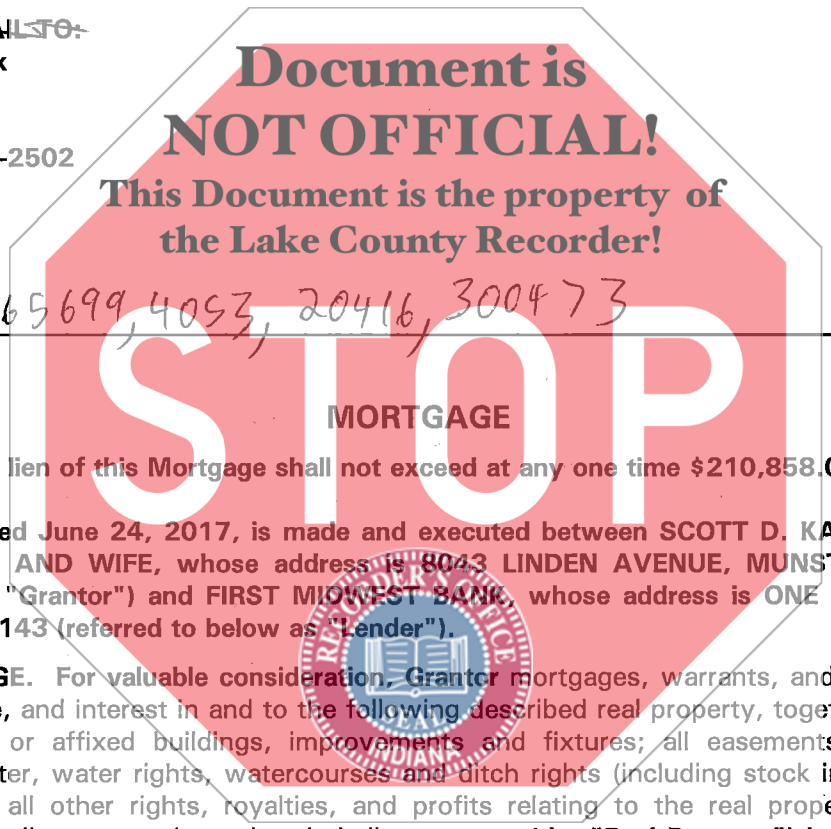 AIL TO:
k
Document is
NOT OFFICIAL!
-2502
This Document is the property of
the Lake County Recorder!
65699, 4053, 20416, 300473
STOP
MORTGAGE
lien of this Mortgage shall not exceed at any one time $210,858.0
ed June 24, 2017, is made and executed between SCOTT D. KA
AND WIFE, whose address is 8043 LINDEN AVENUE, MUNST
"Grantor") and FIRST MIDWEST BANK, whose address is ONE
143 (referred to below as "Lender").
GE. For valuable consideration, Grantor mortgages, warrants, and
e, and interest in and to the following described real property, toget
or affixed buildings, improvements and fixtures; all easements
ter, water rights, watercourses and ditch rights (including stock in
all other rights, royalties, and profits relating to the real prope
RECORDER'S OFFICE
SEAL
INDIANA